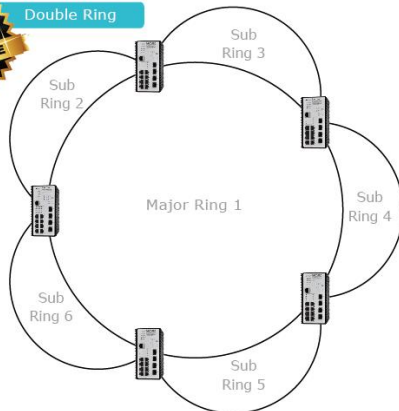 Double Ring
Sub
Ring 3
Sub
Ring 2
Sub
Ring 4
Major Ring 1
Sub
Ring 6
Sub
Ring 5